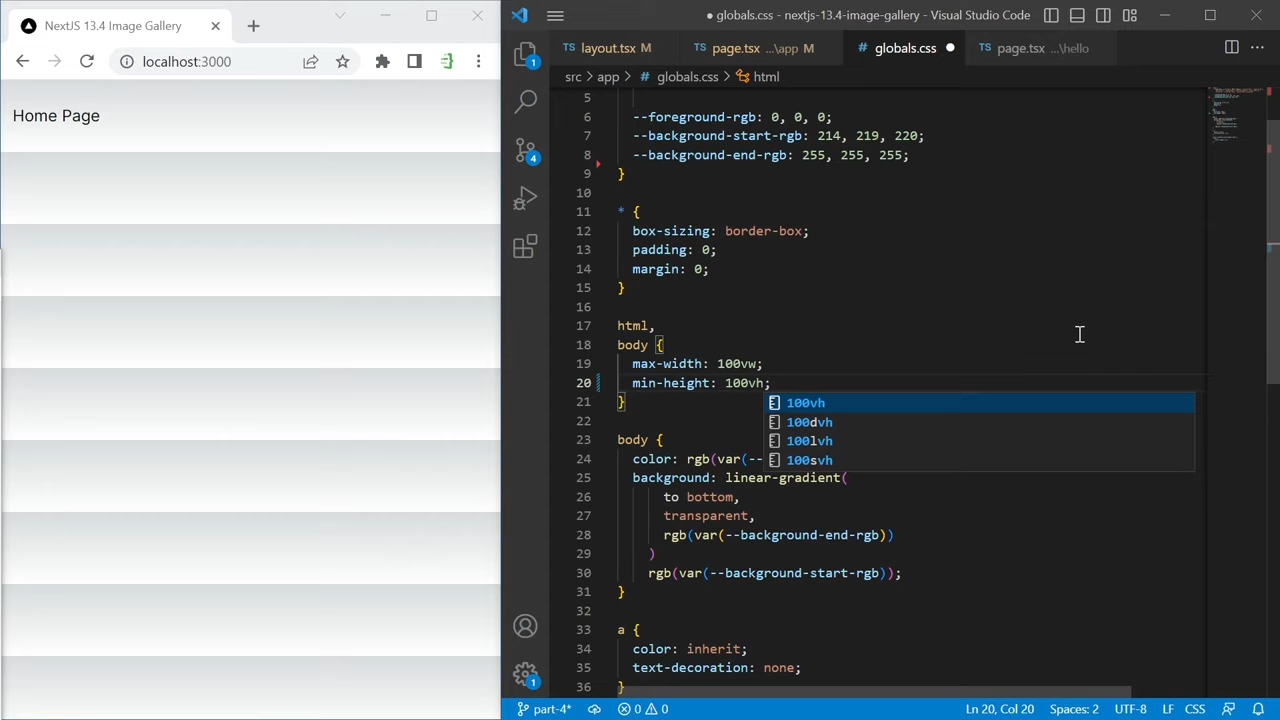 NextJS 13.4 Image Gallery
localhost:3000
Home Page
globals.css - nextjs-13.4-image-gallery - Visual Studio Code
TS layout.tsx M
TS page.tsx ...\app M
# globals.css
TS page.tsx ...\hello
src > app > # globals.css > html
5
6 --foreground-rgb: 0, 0, 0;
7 --background-start-rgb: 214, 219, 220;
8 --background-end-rgb: 255, 255, 255;
9 }
10
11 * {
12 box-sizing: border-box;
13 padding: 0;
14 margin: 0;
15 }
16
17 html,
18 body {
19 max-width: 100vw;
20 min-height: 100vh;
21 }
100vh
100dvh
100lvh
100svh
22
23 body {
24 color: rgb(var(--
25 background: linear-gradient(
26 to bottom,
27 transparent,
28 rgb(var(--background-end-rgb))
29 )
30 rgb(var(--background-start-rgb));
31 }
32
33 a {
34 color: inherit;
35 text-decoration: none;
36 }
1
4
1
part-4*
0 0
Ln 20, Col 20
Spaces: 2
UTF-8
LF
CSS